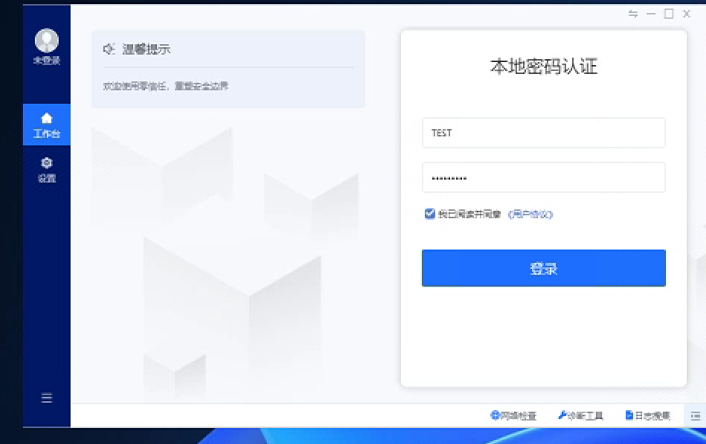 未登录
工作台
设置
温馨提示
欢迎使用零信任，重塑安全边界
本地密码认证
TEST
•••••••••
我已阅读并同意 《用户协议》
登录
网络检查 诊断工具 日志搜集